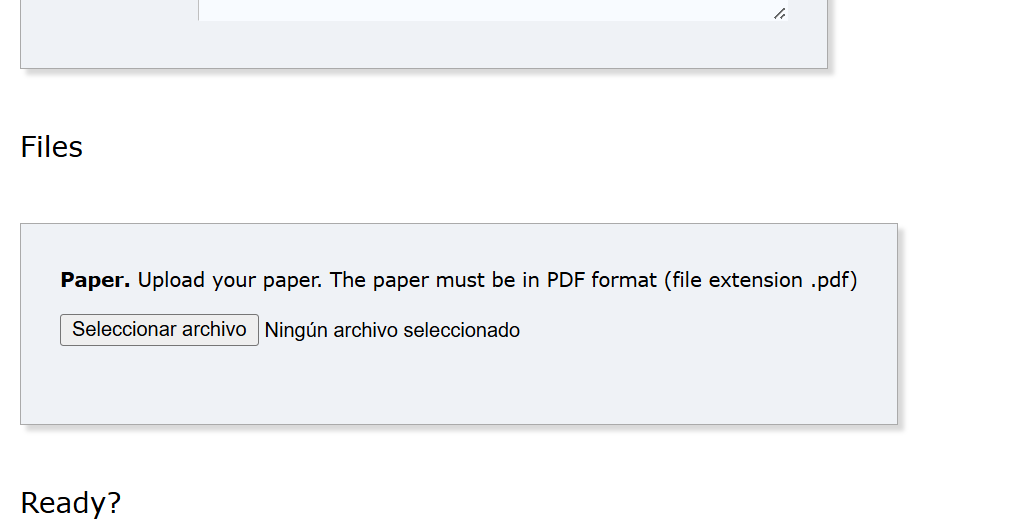 Files
Paper. Upload your paper. The paper must be in PDF format (file extension .pdf)
Seleccionar archivo Ningún archivo seleccionado
Ready?